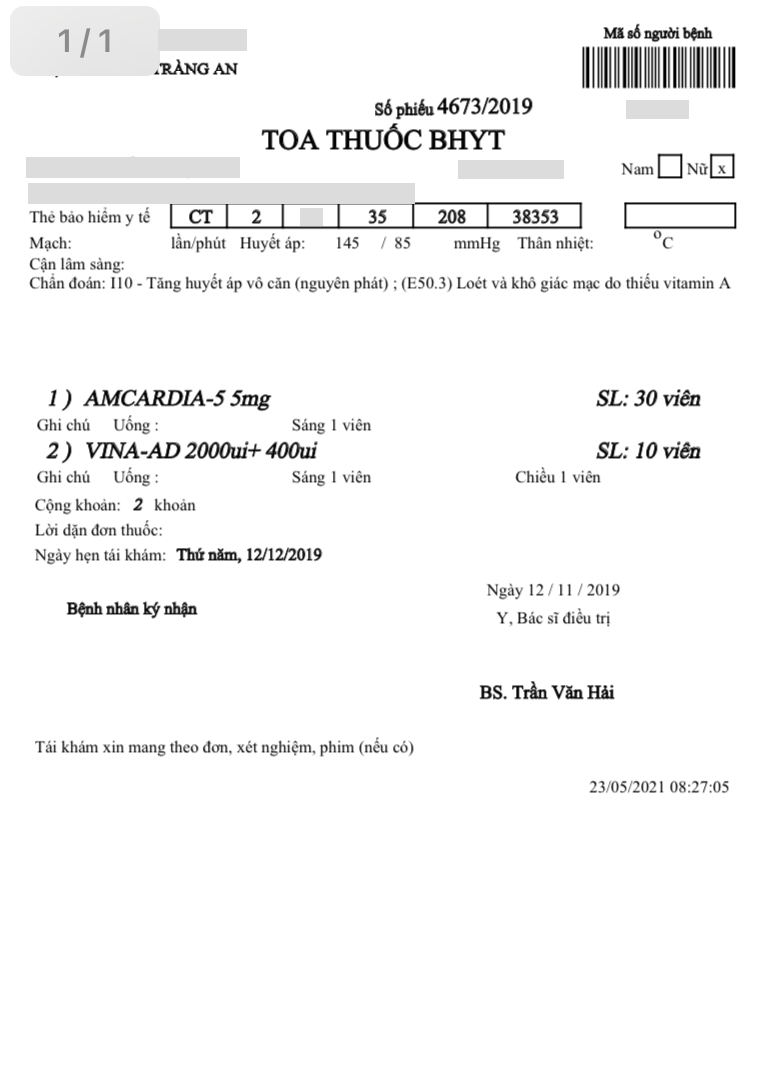 1/1
TRÀNG AN
Mã số người bệnh
Số phiếu 4673/2019
TOA THUỐC BHYT
Nam Nữ x
Thẻ bảo hiểm y tế CT 2 35 208 38353
Mạch: lần/phút Huyết áp: 145 / 85 mmHg Thân nhiệt: °C
Cận lâm sàng:
Chẩn đoán: I10 - Tăng huyết áp vô căn (nguyên phát) ; (E50.3) Loét và khô giác mạc do thiếu vitamin A
1 ) AMCARDIA-5 5mg SL: 30 viên
Ghi chú Uống : Sáng 1 viên
2 ) VINA-AD 2000ui+ 400ui SL: 10 viên
Ghi chú Uống : Sáng 1 viên Chiều 1 viên
Cộng khoản: 2 khoản
Lời dặn đơn thuốc:
Ngày hẹn tái khám: Thứ năm, 12/12/2019
Ngày 12 / 11 / 2019
Bệnh nhân ký nhận
Y, Bác sĩ điều trị
BS. Trần Văn Hải
Tái khám xin mang theo đơn, xét nghiệm, phim (nếu có)
23/05/2021 08:27:05